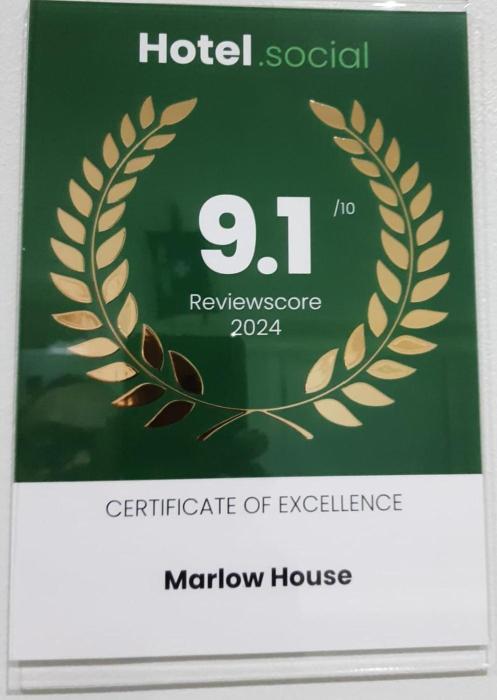 Hotel.social
9.1 /10
Reviewscore
2024
CERTIFICATE OF EXCELLENCE
Marlow House